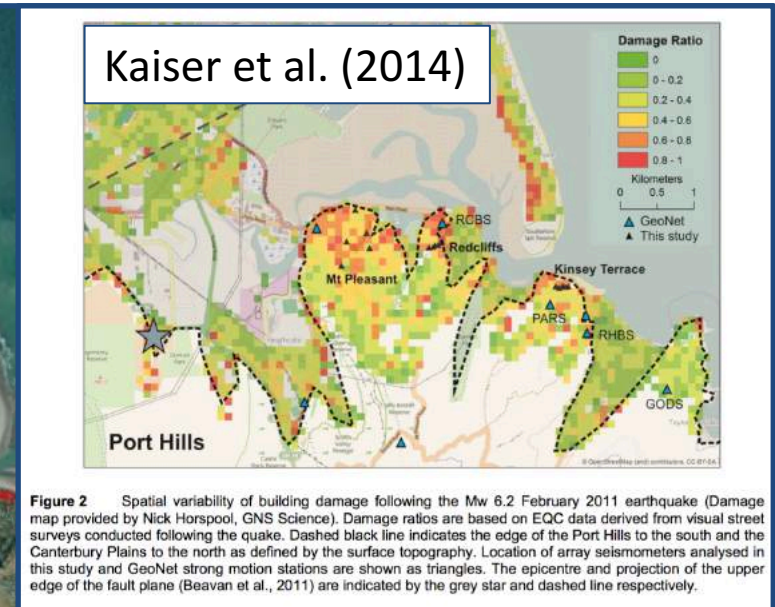 Kaiser et al. (2014)
Damage Ratio
0
0 - 0.2
0.2 - 0.4
0.4 - 0.6
0.6 - 0.8
0.8 - 1
Kilometers
0 0.5 1
GeoNet
This study
RCBS
Redcliffs
Mt Pleasant
Kinsey Terrace
PARS
RHBS
GODS
Port Hills
Figure 2 Spatial variability of building damage following the Mw 6.2 February 2011 earthquake (Damage
map provided by Nick Horspool, GNS Science). Damage ratios are based on EQC data derived from visual street
surveys conducted following the quake. Dashed black line indicates the edge of the Port Hills to the south and the
Canterbury Plains to the north as defined by the surface topography. Location of array seismometers analysed in
this study and GeoNet strong motion stations are shown as triangles. The epicentre and projection of the upper
edge of the fault plane (Beavan et al., 2011) are indicated by the grey star and dashed line respectively.